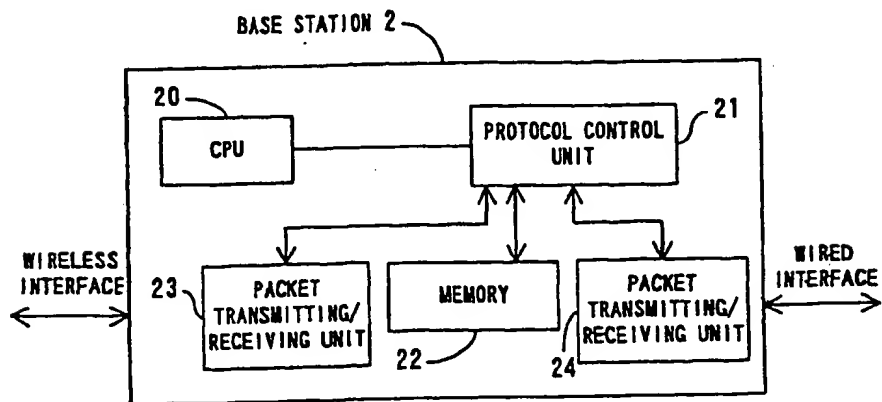 BASE STATION 2
20
CPU
PROTOCOL CONTROL
UNIT
21
WIRELESS
INTERFACE
23
PACKET
TRANSMITTING/
RECEIVING UNIT
MEMORY
22
PACKET
TRANSMITTING/
RECEIVING UNIT
24
WIRED
INTERFACE